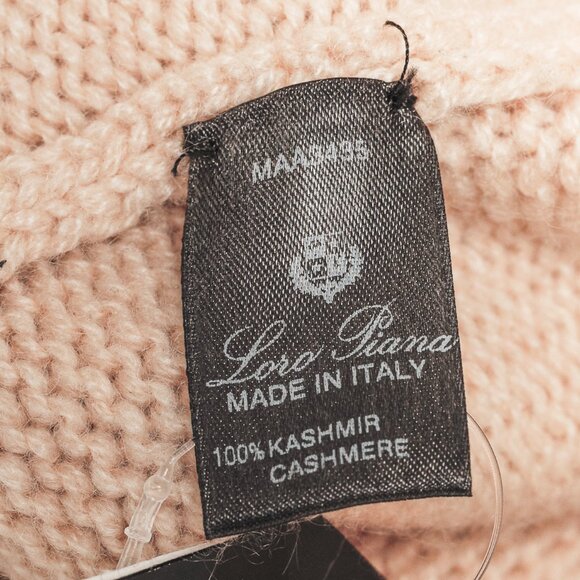 MAA3435
Loro Piana
MADE IN ITALY
100% KASHMIR
CASHMERE